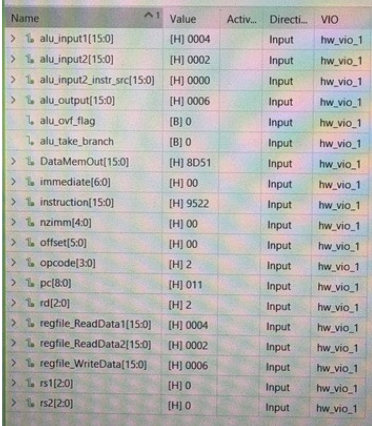 Name ^1 Value Activ... Directi... VIO
alu_input1[15:0] [H] 0004 Input hw_vio_1
alu_input2[15:0] [H] 0002 Input hw_vio_1
alu_input2_instr_src[15:0] [H] 0000 Input hw_vio_1
alu_output[15:0] [H] 0006 Input hw_vio_1
alu_ovf_flag [B] 0 Input hw_vio_1
alu_take_branch [B] 0 Input hw_vio_1
DataMemOut[15:0] [H] 8D51 Input hw_vio_1
immediate[6:0] [H] 00 Input hw_vio_1
instruction[15:0] [H] 9522 Input hw_vio_1
nzimm[4:0] [H] 00 Input hw_vio_1
offset[5:0] [H] 00 Input hw_vio_1
opcode[3:0] [H] 2 Input hw_vio_1
pc[8:0] [H] 011 Input hw_vio_1
rd[2:0] [H] 2 Input hw_vio_1
regfile_ReadData1[15:0] [H] 0004 Input hw_vio_1
regfile_ReadData2[15:0] [H] 0002 Input hw_vio_1
regfile_WriteData[15:0] [H] 0006 Input hw_vio_1
rs1[2:0] [H] 0 Input hw_vio_1
rs2[2:0] [H] 0 Input hw_vio_1